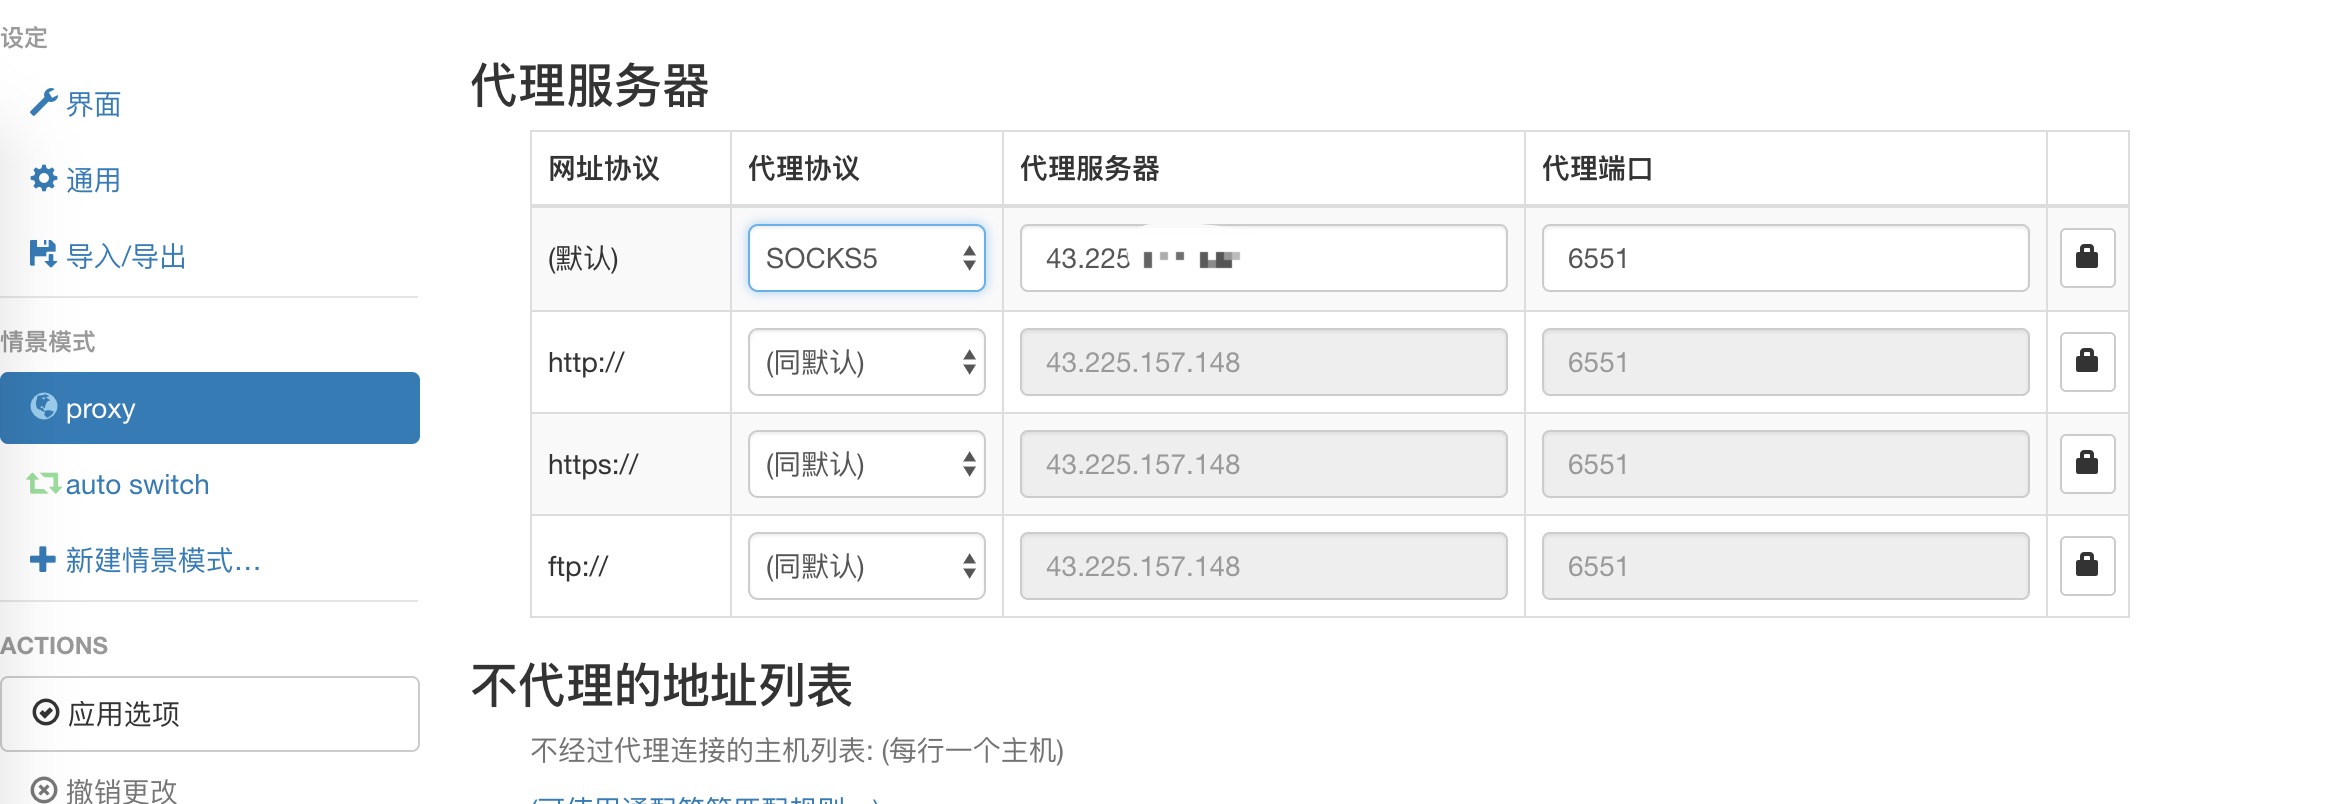 设定
界面
通用
导入/导出
情景模式
proxy
auto switch
新建情景模式...
ACTIONS
应用选项
撤销更改
代理服务器
网址协议 代理协议 代理服务器 代理端口
(默认) SOCKS5 43.225 6551
http:// (同默认) 43.225.157.148 6551
https:// (同默认) 43.225.157.148 6551
ftp:// (同默认) 43.225.157.148 6551
不代理的地址列表
不经过代理连接的主机列表: (每行一个主机)